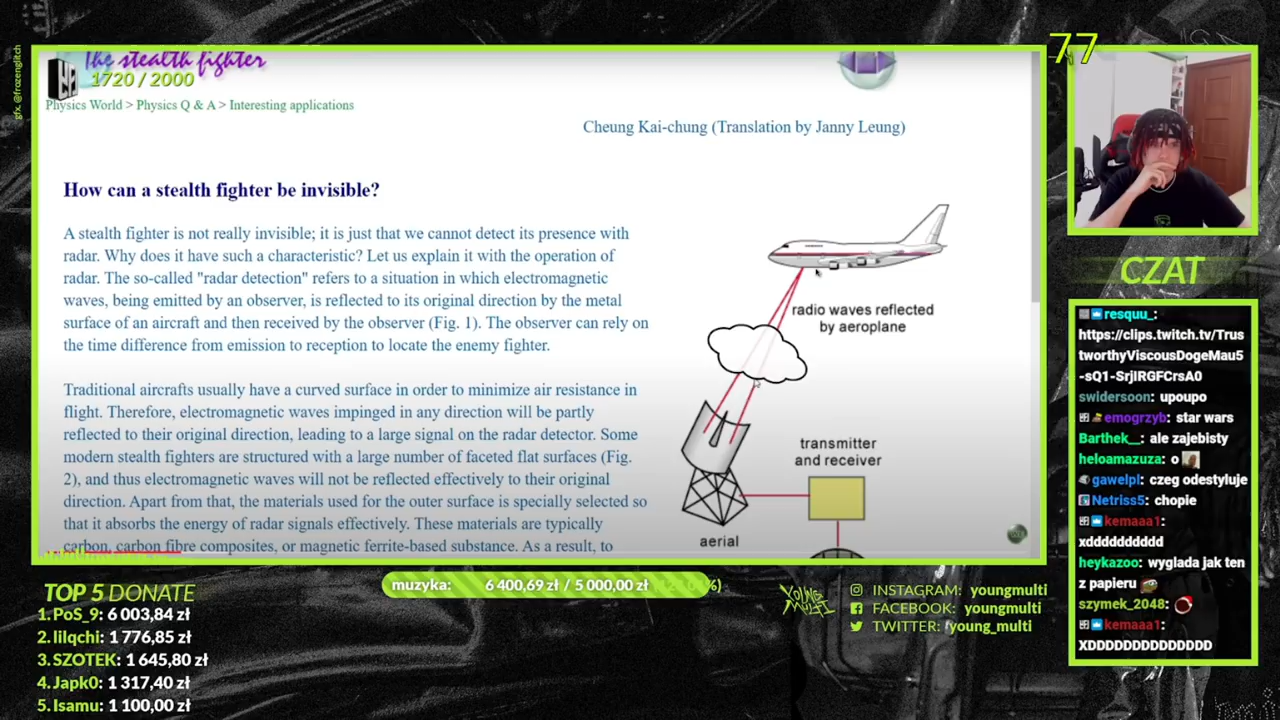 gfx. @frozenglitch
The stealth fighter
1720 / 2000
Physics World > Physics Q & A > Interesting applications
Cheung Kai-chung (Translation by Janny Leung)
How can a stealth fighter be invisible?
A stealth fighter is not really invisible; it is just that we cannot detect its presence with
radar. Why does it have such a characteristic? Let us explain it with the operation of
radar. The so-called "radar detection" refers to a situation in which electromagnetic
waves, being emitted by an observer, is reflected to its original direction by the metal
surface of an aircraft and then received by the observer (Fig. 1). The observer can rely on
the time difference from emission to reception to locate the enemy fighter.
Traditional aircrafts usually have a curved surface in order to minimize air resistance in
flight. Therefore, electromagnetic waves impinged in any direction will be partly
reflected to their original direction, leading to a large signal on the radar detector. Some
modern stealth fighters are structured with a large number of faceted flat surfaces (Fig.
2), and thus electromagnetic waves will not be reflected effectively to their original
direction. Apart from that, the materials used for the outer surface is specially selected so
that it absorbs the energy of radar signals effectively. These materials are typically
carbon, carbon fibre composites, or magnetic ferrite-based substance. As a result, to
radio waves reflected
by aeroplane
transmitter
and receiver
aerial
77
CZAT
resquu_:
https://clips.twitch.tv/Trus
tworthyViscousDogeMau5
-sQ1-SrjIRGFCrsA0
swidersoon: upoupo
emogrzyb: star wars
Barthek__: ale zajebisty
heloamazuza: o
gawelpl: czeg odestyluje
Netriss5: chopie
kemaaa1:
xdddddddddd
heykazoo: wyglada jak ten
z papieru
szymek_2048:
kemaaa1:
XDDDDDDDDDDDDDD
TOP 5 DONATE
1. PoS_9: 6 003,84 zł
2. lilqchi: 1 776,85 zł
3. SZOTEK: 1 645,80 zł
4. Japk0: 1 317,40 zł
5. Isamu: 1 100,00 zł
muzyka: 6 400,69 zł / 5 000,00 zł
YOUNG MULTI
INSTAGRAM: youngmulti
FACEBOOK: youngmulti
TWITTER: /young_multi